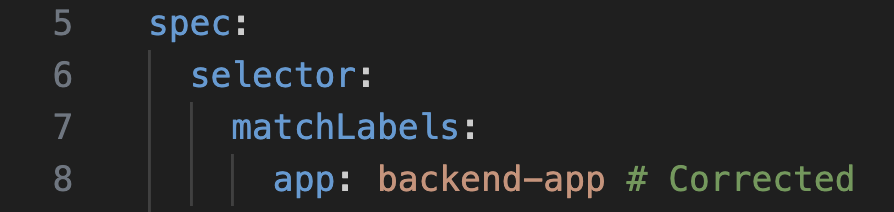 5 spec:
6 selector:
7 matchLabels:
8 app: backend-app # Corrected